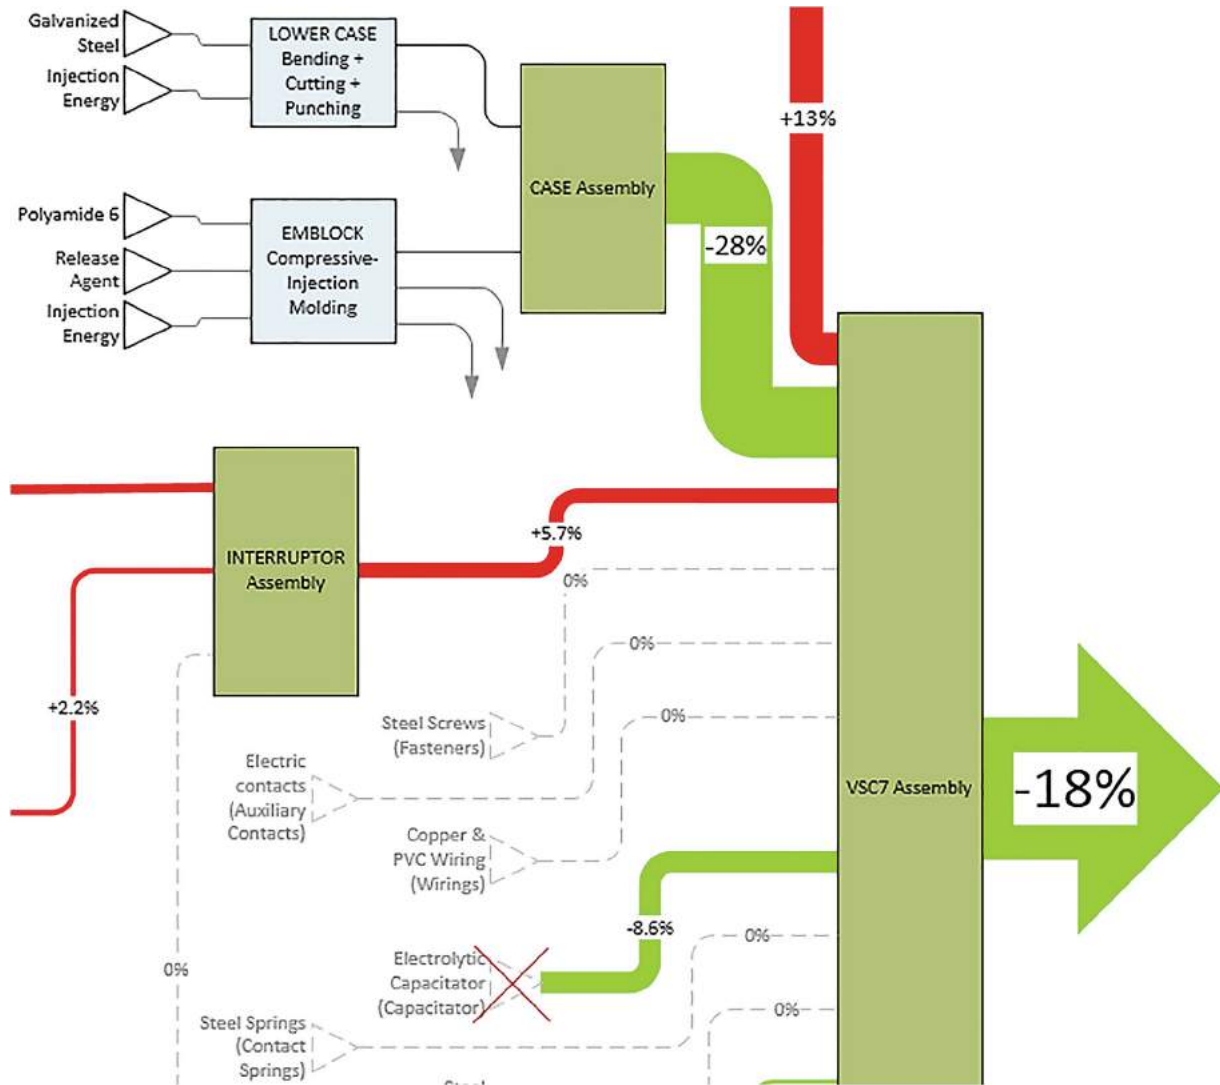 Galvanized
Steel
Injection
Energy
LOWER CASE
Bending +
Cutting +
Punching
+13%
CASE Assembly
Polyamide 6
Release
Agent
Injection
Energy
EMBLOCK
Compressive-
Injection
Molding
-28%
INTERRUPTOR
Assembly
+5.7%
0%
0%
0%
+2.2%
Steel Screws
(Fasteners)
Electric
contacts
(Auxiliary
Contacts)
Copper &
PVC Wiring
(Wirings)
VSC7 Assembly
-18%
-8.6%
0%
0%
Electrolytic
Capacitator
(Capacitator)
0%
Steel Springs
(Contact
Springs)